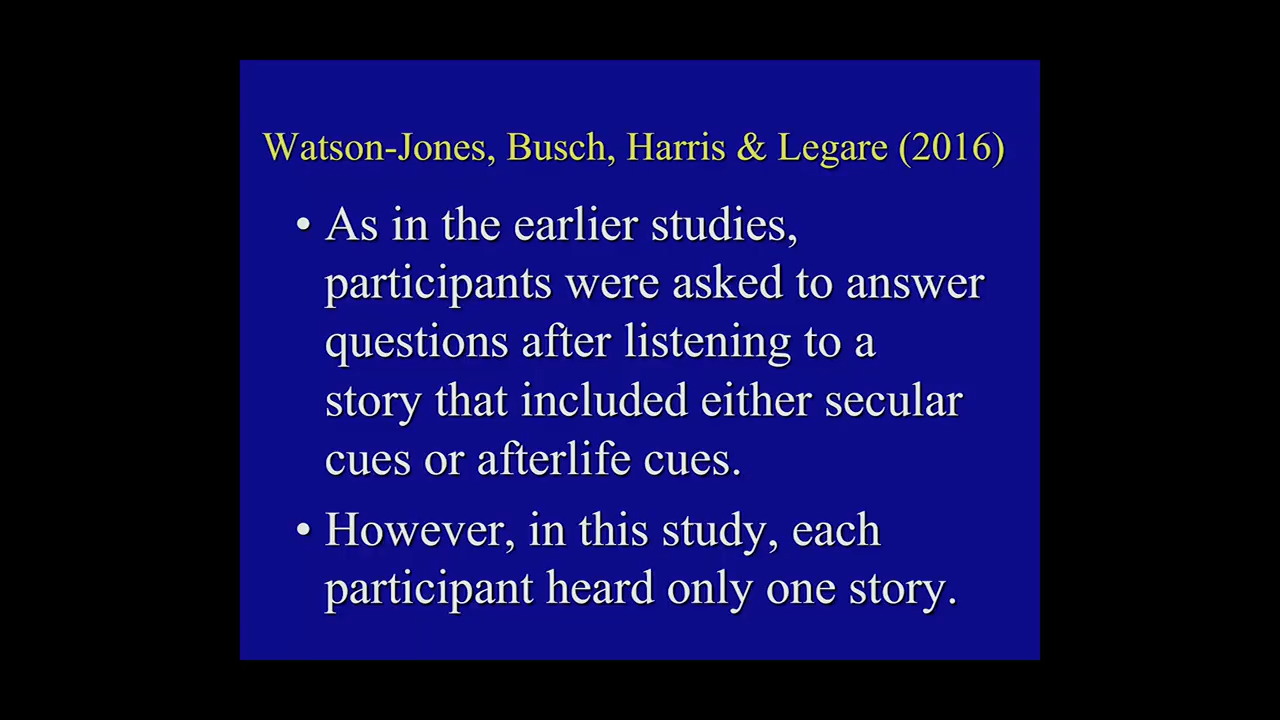 Watson-Jones, Busch, Harris & Legare (2016)
• As in the earlier studies,
participants were asked to answer
questions after listening to a
story that included either secular
cues or afterlife cues.
• However, in this study, each
participant heard only one story.